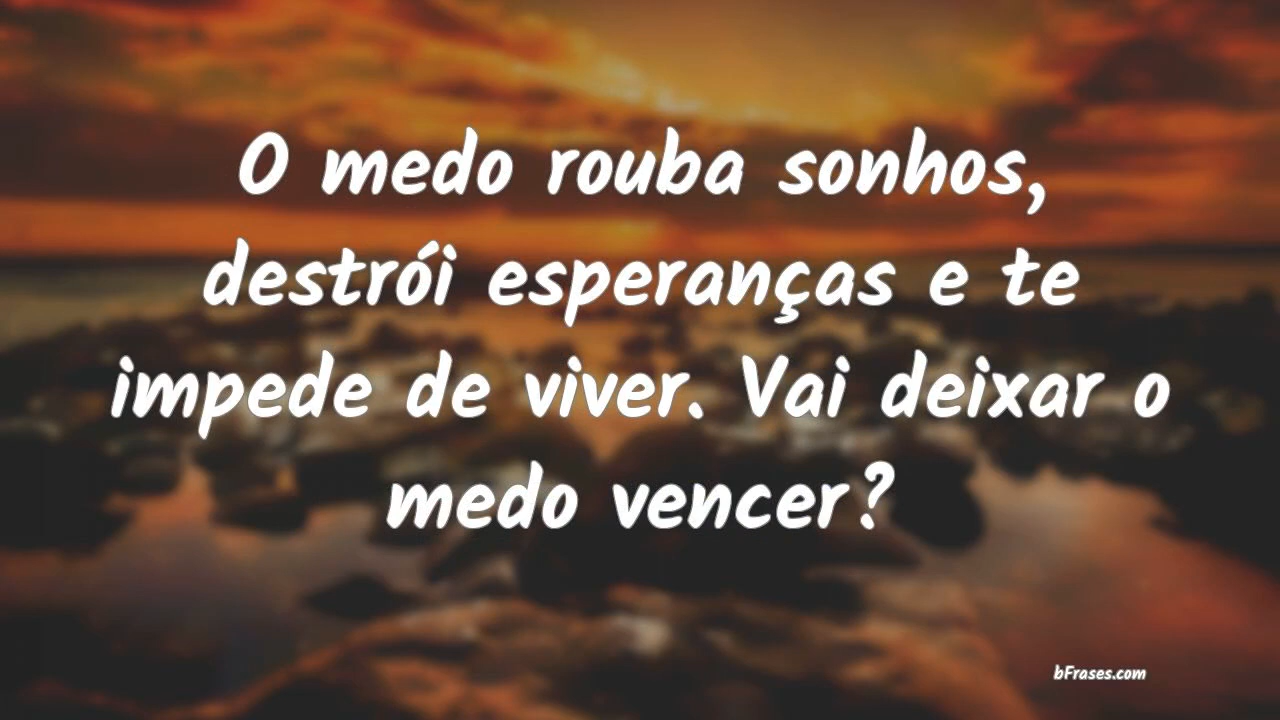 O medo rouba sonhos,
destrói esperanças e te
impede de viver. Vai deixar o
medo vencer?
bFrases.com